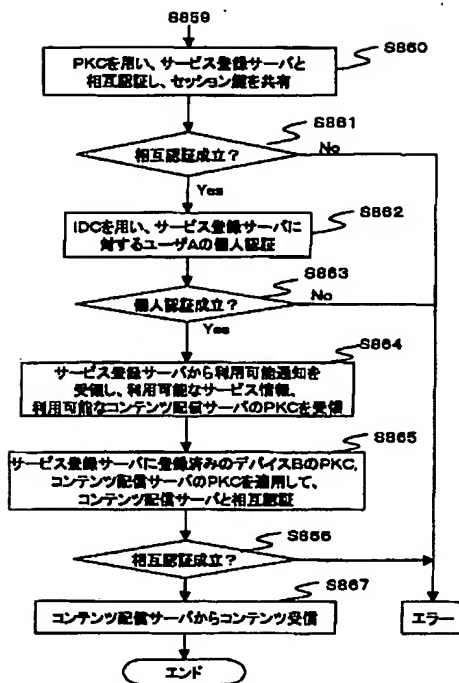 S859
PKCを用い、サービス登録サーバと
相互認証し、セッション鍵を共有
S860
相互認証成立?
S861
No
Yes
IDCを用い、サービス登録サーバに
対するユーザAの個人認証
S862
個人認証成立?
S863
No
Yes
サービス登録サーバから利用可能通知を
受領し、利用可能なサービス情報、
利用可能なコンテンツ配信サーバのPKCを受領
S864
サービス登録サーバに登録済みのデバイスBのPKC,
コンテンツ配信サーバのPKCを適用して、
コンテンツ配信サーバと相互認証
S865
相互認証成立?
S866
コンテンツ配信サーバからコンテンツ受信
S867
エラー
エンド